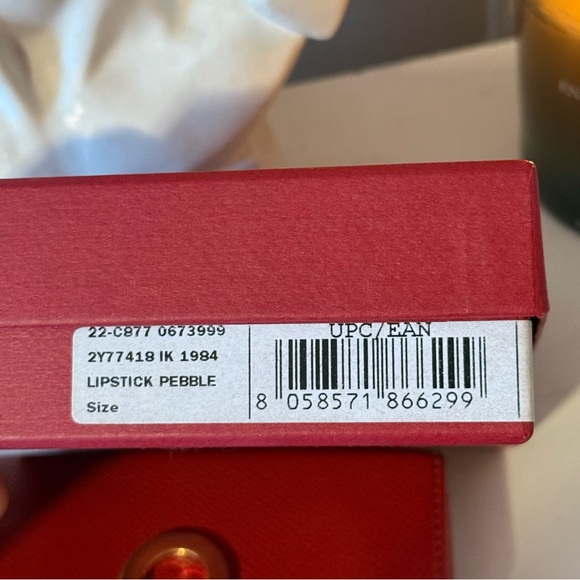 22-C877 0673999
2Y77418 IK 1984
LIPSTICK PEBBLE
Size
UPC/EAN
8 058571 866299